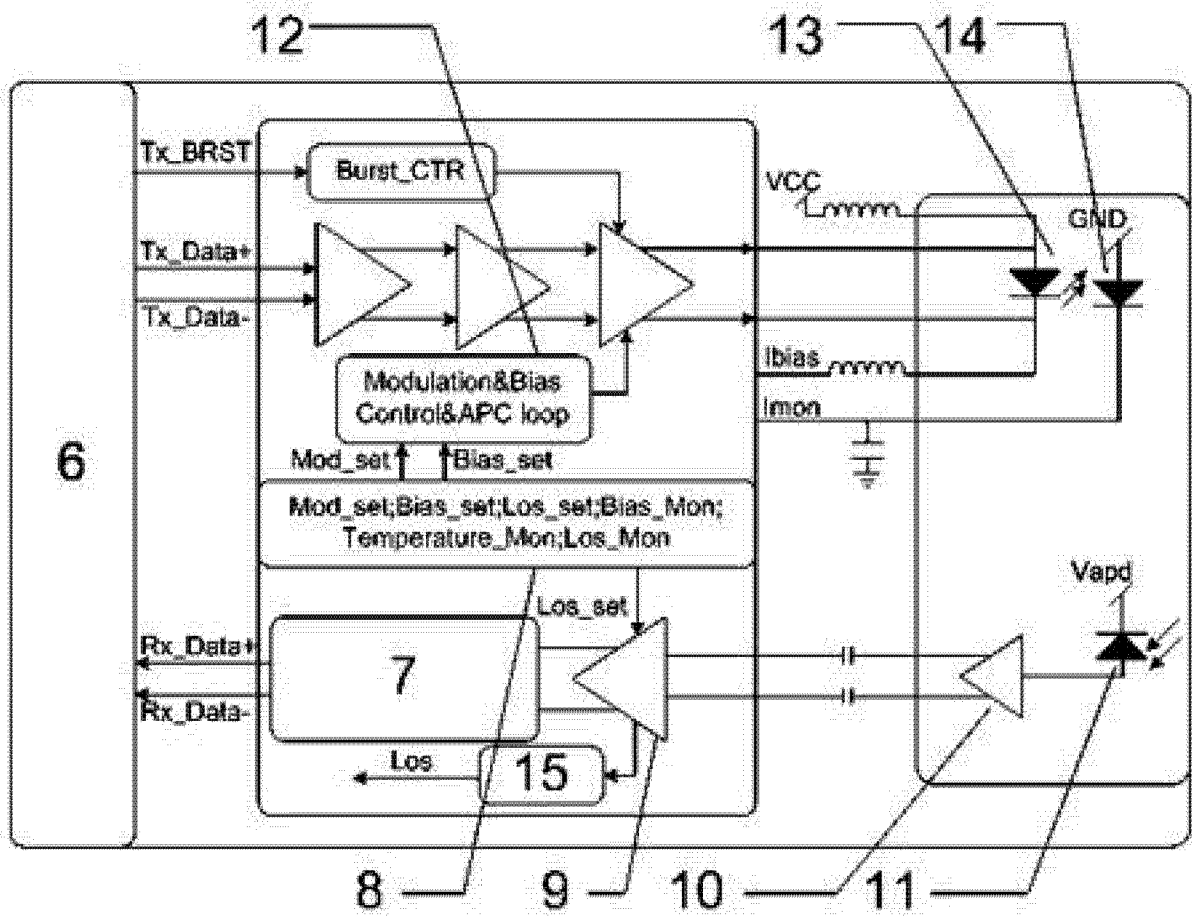 12
13
14
Tx_BRST
Burst_CTR
VCC
GND
Tx_Data+
Tx_Data-
Ibias
Modulation&Bias
Control&APC loop
Imon
6
Mod_set
Bias_set
Mod_set;Bias_set;Los_set;Bias_Mon;
Temperature_Mon;Los_Mon
Vapd
Los_set
Rx_Data+
7
Rx_Data-
Los
15
8
9
10
11